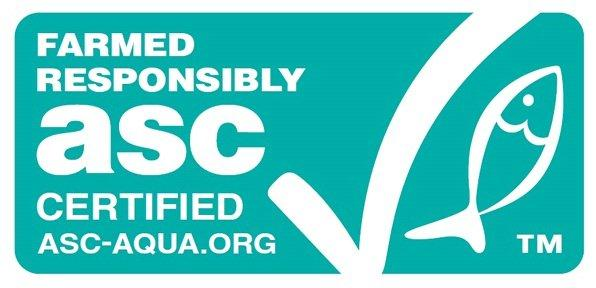 FARMED
RESPONSIBLY
asc
CERTIFIED
ASC-AQUA.ORG
TM